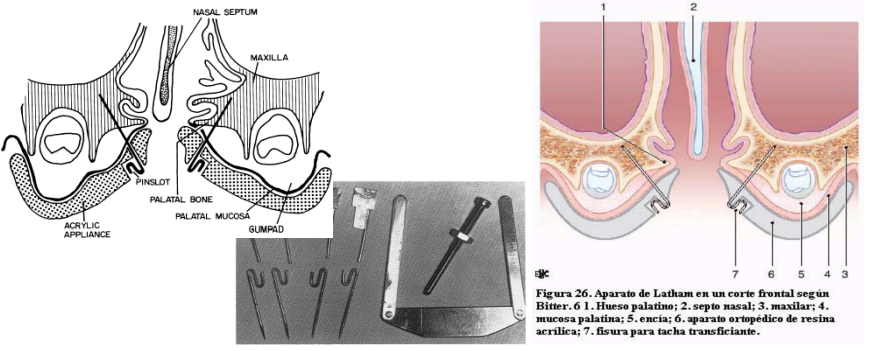 NASAL SEPTUM
MAXILLA
PINSLOT
PALATAL BONE
PALATAL MUCOSA
GUMPAD
ACRYLIC
APPLIANCE
1
2
7
6
5
4
3
Figura 26. Aparato de Latham en un corte frontal según
Bitter. 6 1. Hueso palatino; 2. septo nasal; 3. maxilar; 4.
mucosa palatina; 5. encía; 6. aparato ortopédico de resina
acrílica; 7. fisura para tacha transficiante.